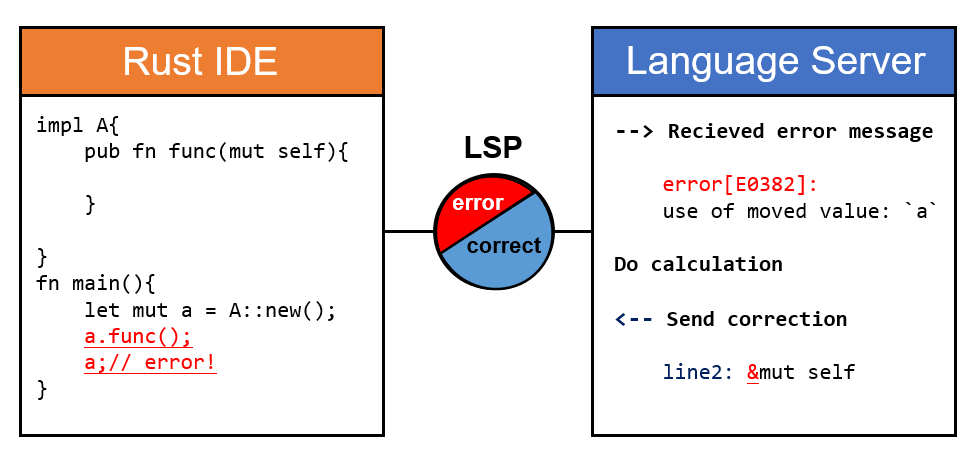 Rust IDE
impl A{
    pub fn func(mut self){
    }
}
fn main(){
    let mut a = A::new();
    a.func();
    a;// error!
}
LSP
error
correct
Language Server
--> Recieved error message
error[E0382]:
use of moved value: `a`
Do calculation
<-- Send correction
line2: &mut self